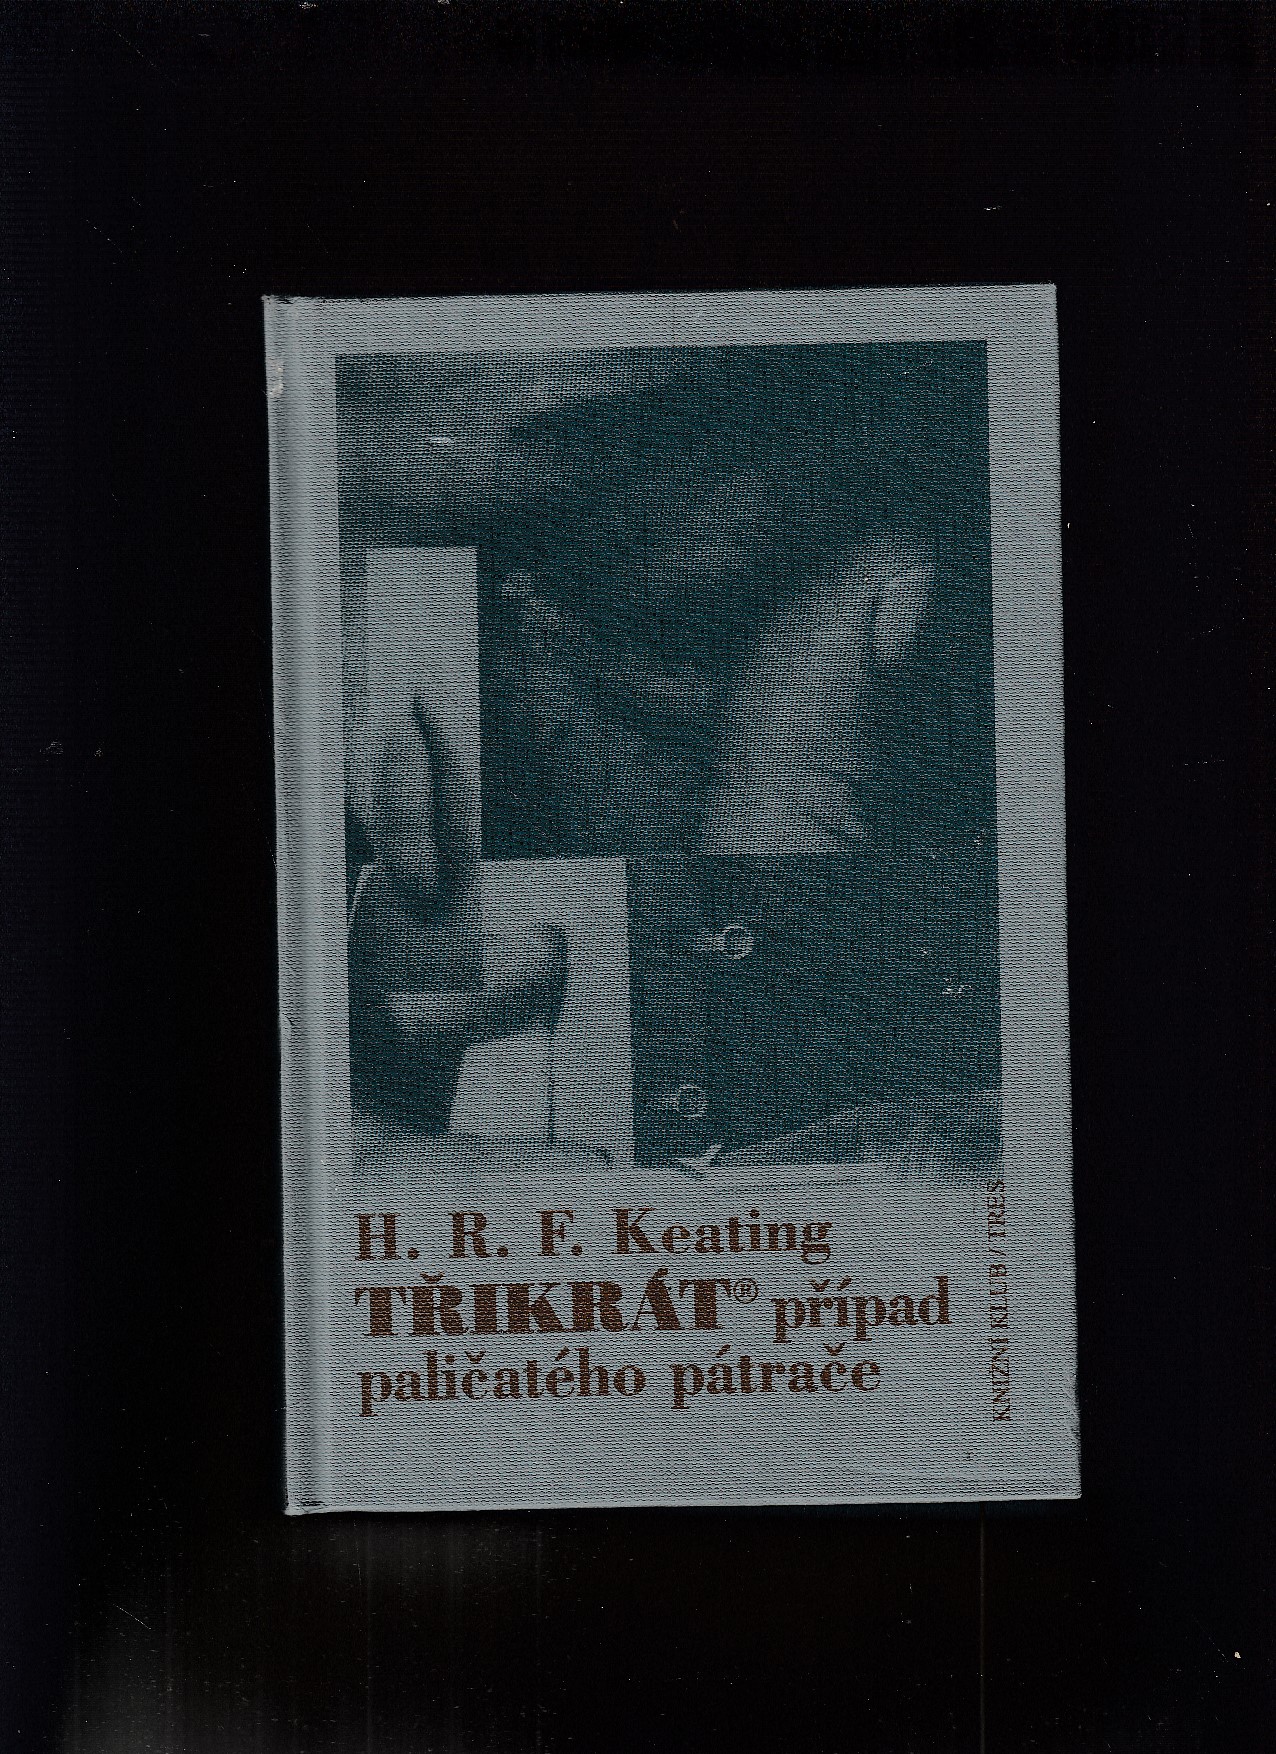 H. R. F. Keating
TŘIKRÁT® případ
paličatého pátrače
KNIŽNÍ KLUB / TRES